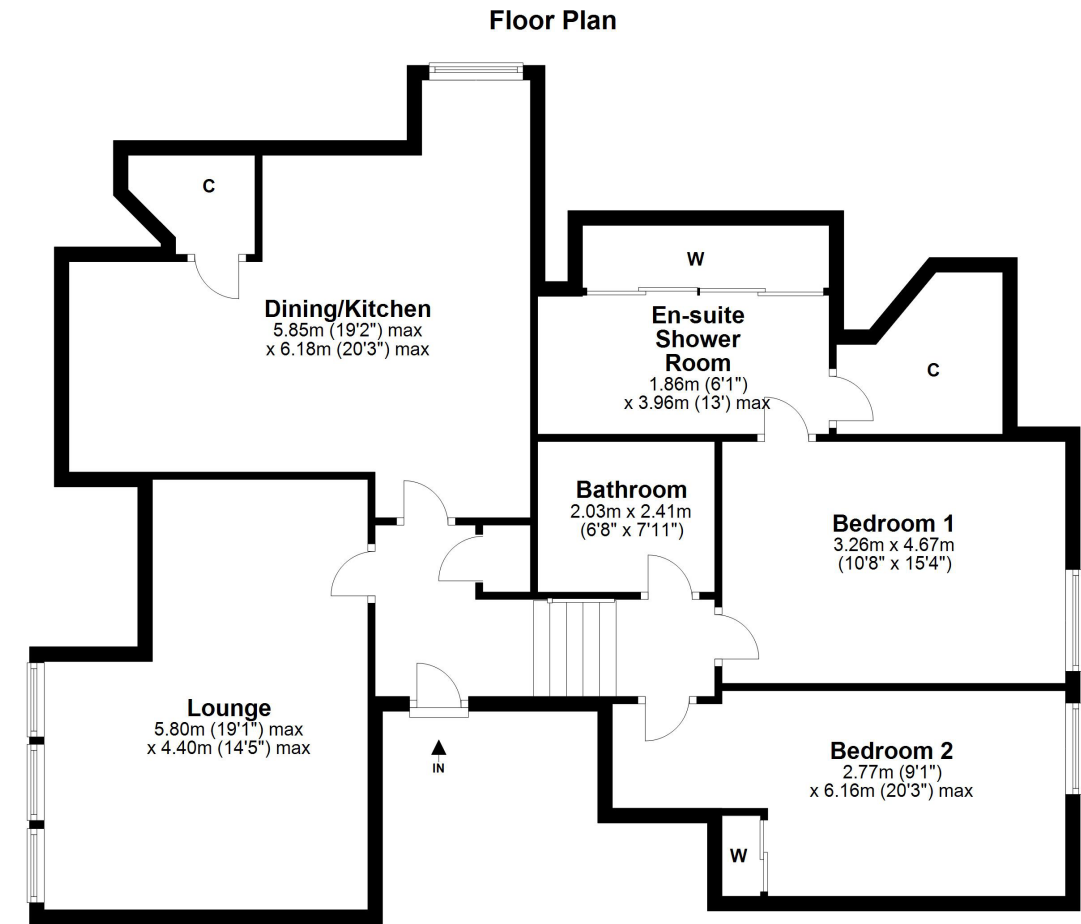 Floor Plan
C
W
Dining/Kitchen
5.85m (19'2") max
x 6.18m (20'3") max
En-suite
Shower
Room
1.86m (6'1")
x 3.96m (13') max
C
Bathroom
2.03m x 2.41m
(6'8" x 7'11")
Bedroom 1
3.26m x 4.67m
(10'8" x 15'4")
Lounge
5.80m (19'1") max
x 4.40m (14'5") max
IN
Bedroom 2
2.77m (9'1")
x 6.16m (20'3") max
W